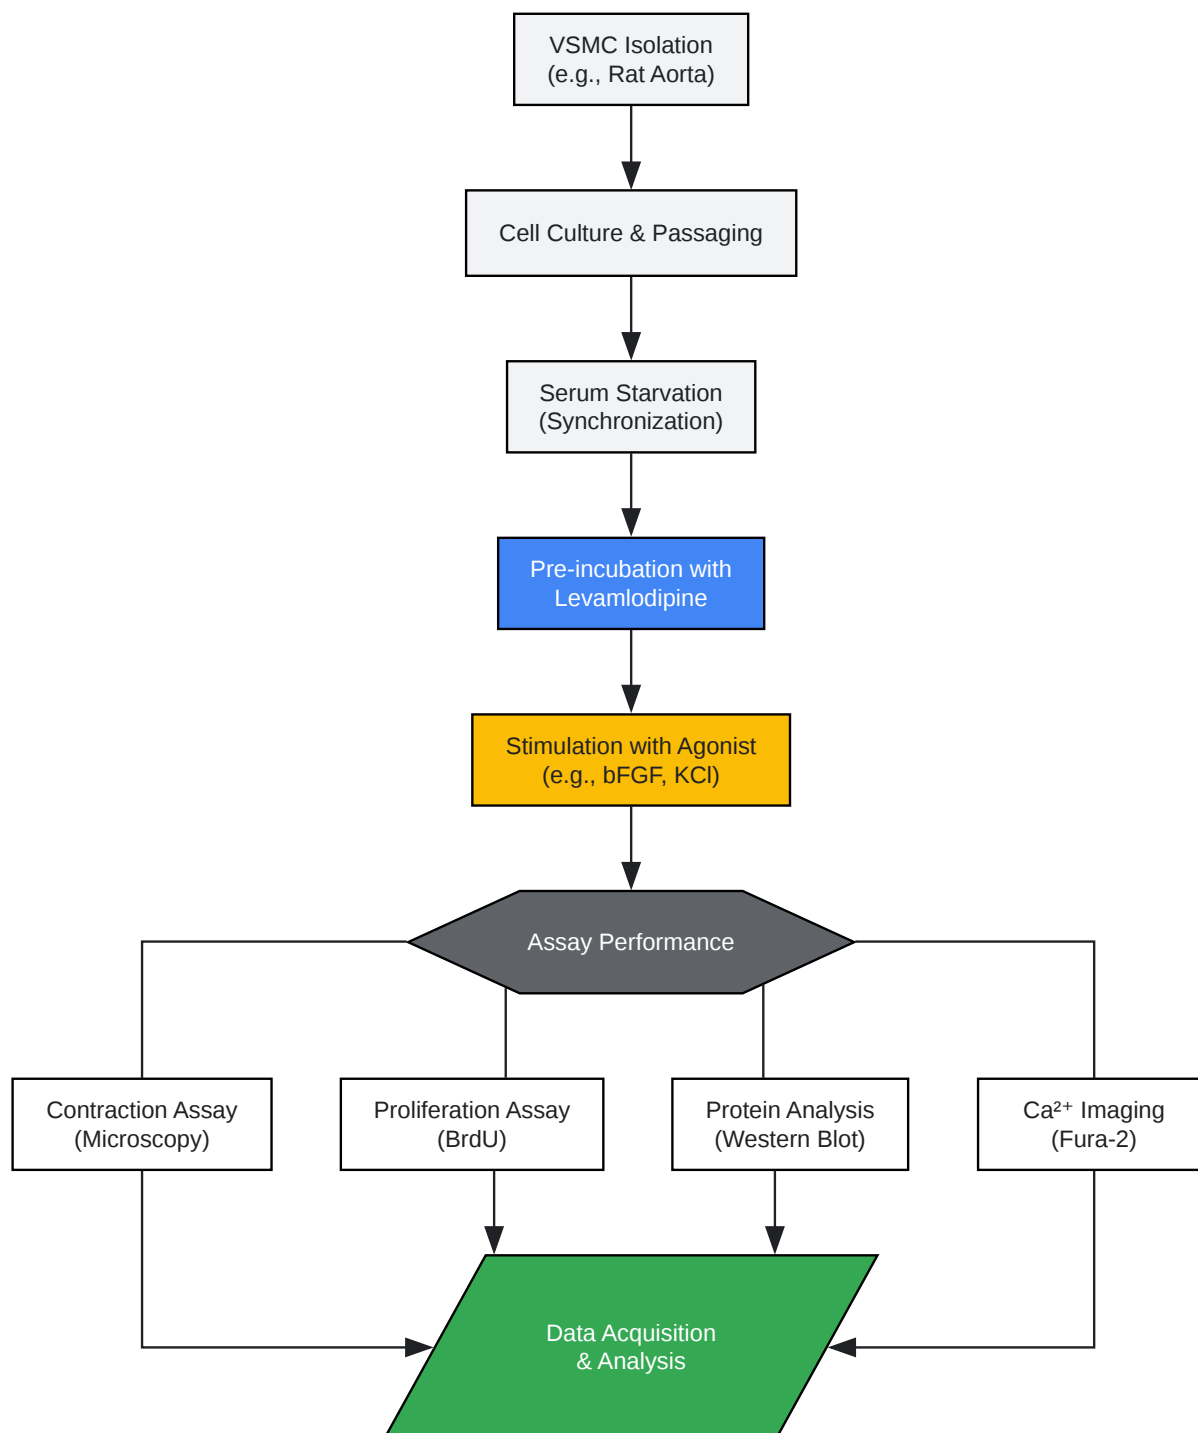 VSMC Isolation
(e.g., Rat Aorta)
Cell Culture & Passaging
Serum Starvation
(Synchronization)
Pre-incubation with
Levamlodipine
Stimulation with Agonist
(e.g., bFGF, KCl)
Assay Performance
Contraction Assay
(Microscopy)
Proliferation Assay
(BrdU)
Protein Analysis
(Western Blot)
Ca²⁺ Imaging
(Fura-2)
Data Acquisition
& Analysis